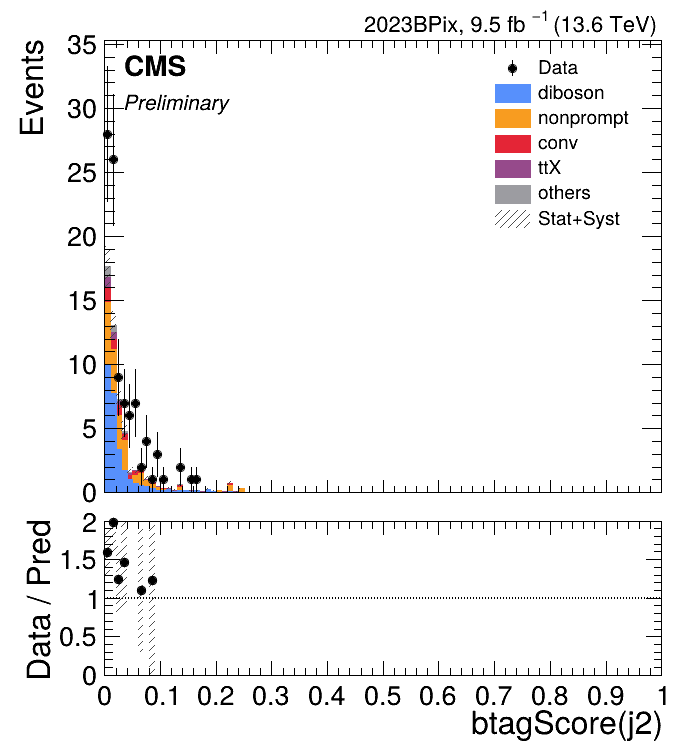 2023BPix, 9.5 fb⁻¹ (13.6 TeV)
CMS
Preliminary
Events
35
30
25
20
15
10
5
0
Data
diboson
nonprompt
conv
ttX
others
Stat+Syst
Data / Pred
2
1.5
1
0.5
0
0 0.1 0.2 0.3 0.4 0.5 0.6 0.7 0.8 0.9 1
btagScore(j2)